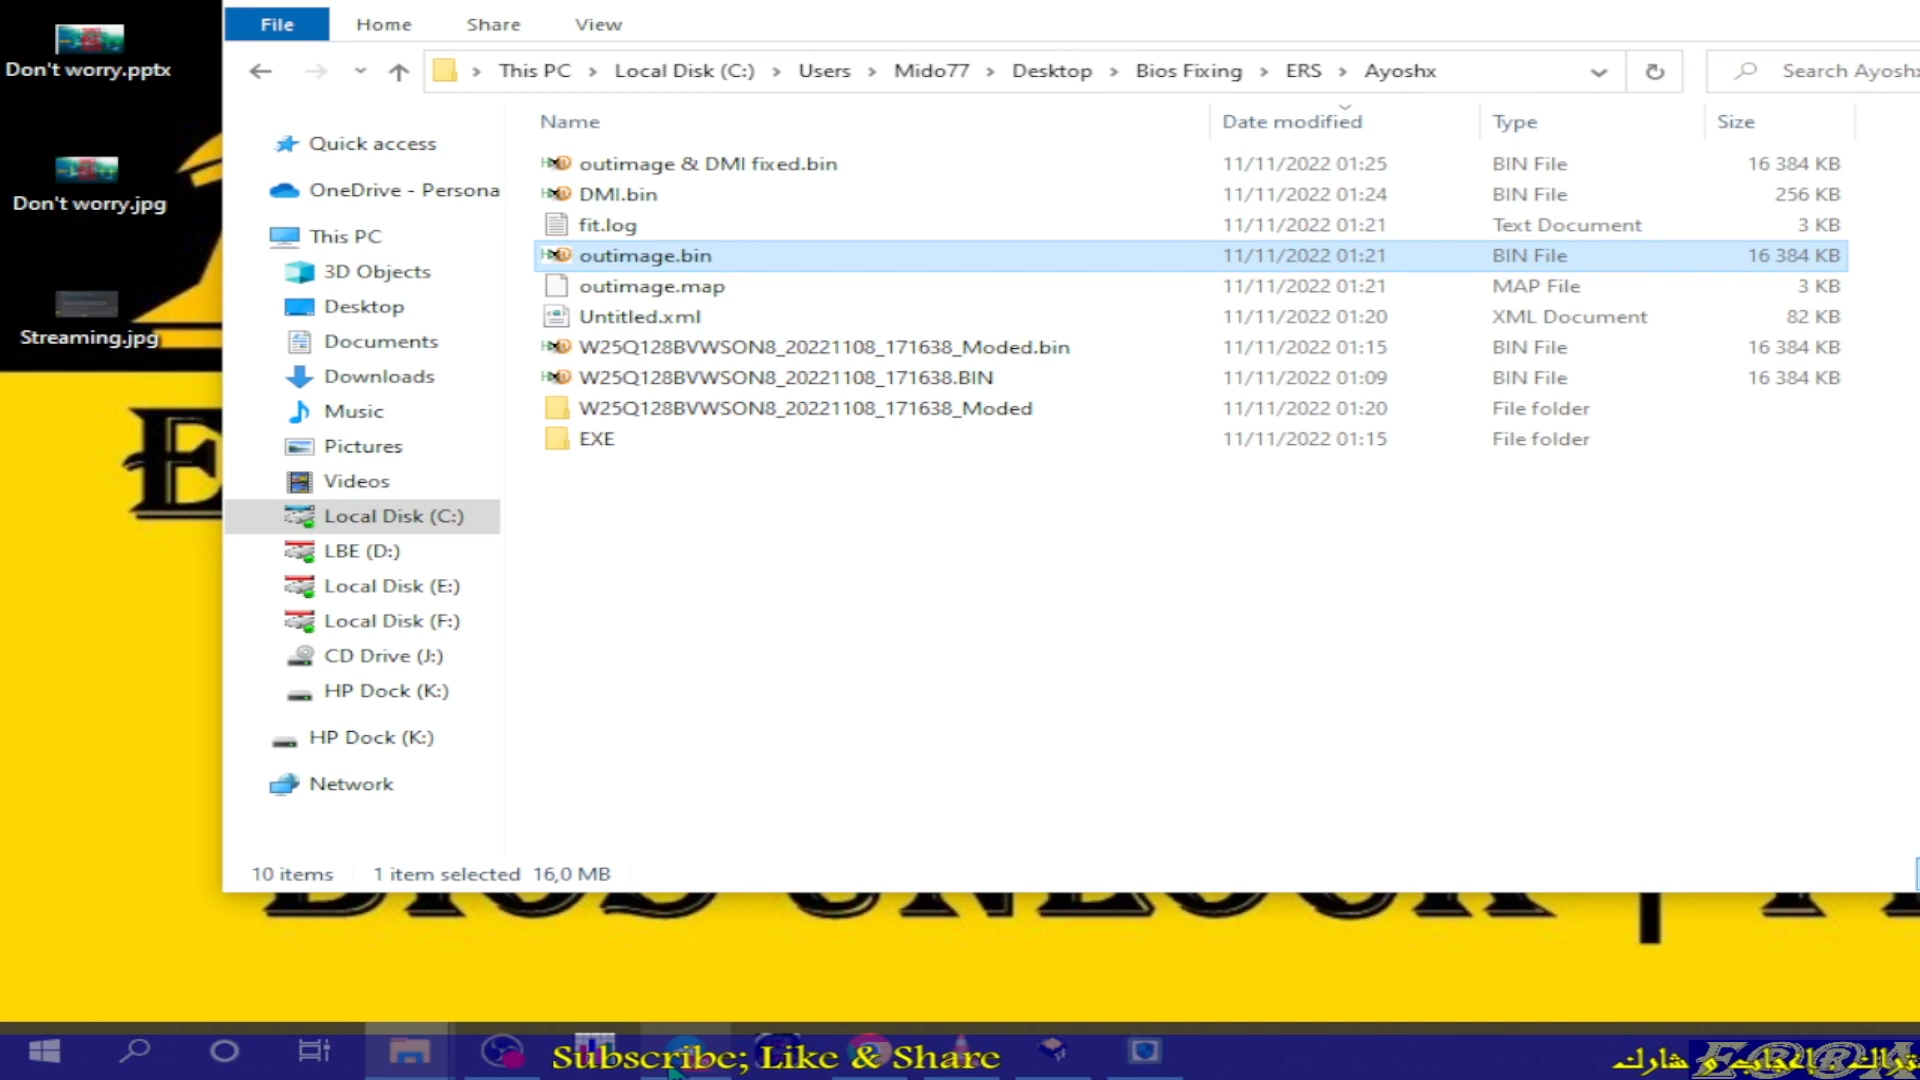 File Home Share View
Don't worry.pptx
This PC Local Disk (C:) Users Mido77 Desktop Bios Fixing ERS Ayoshx
Search Ayoshx
Name Date modified Type Size
Quick access
OneDrive - Persona
This PC
3D Objects
Desktop
Documents
Downloads
Music
Pictures
Videos
Local Disk (C:)
LBE (D:)
Local Disk (E:)
Local Disk (F:)
CD Drive (J:)
HP Dock (K:)
HP Dock (K:)
Network
outimage & DMI fixed.bin 11/11/2022 01:25 BIN File 16 384 KB
DMI.bin 11/11/2022 01:24 BIN File 256 KB
fit.log 11/11/2022 01:21 Text Document 3 KB
outimage.bin 11/11/2022 01:21 BIN File 16 384 KB
outimage.map 11/11/2022 01:21 MAP File 3 KB
Untitled.xml 11/11/2022 01:20 XML Document 82 KB
W25Q128BVWSON8_20221108_171638_Moded.bin 11/11/2022 01:15 BIN File 16 384 KB
W25Q128BVWSON8_20221108_171638.BIN 11/11/2022 01:09 BIN File 16 384 KB
W25Q128BVWSON8_20221108_171638_Moded 11/11/2022 01:20 File folder
EXE 11/11/2022 01:15 File folder
Don't worry.jpg
Streaming.jpg
10 items 1 item selected 16,0 MB
BIOS UNLOCK |
Subscribe; Like & Share
و شارك